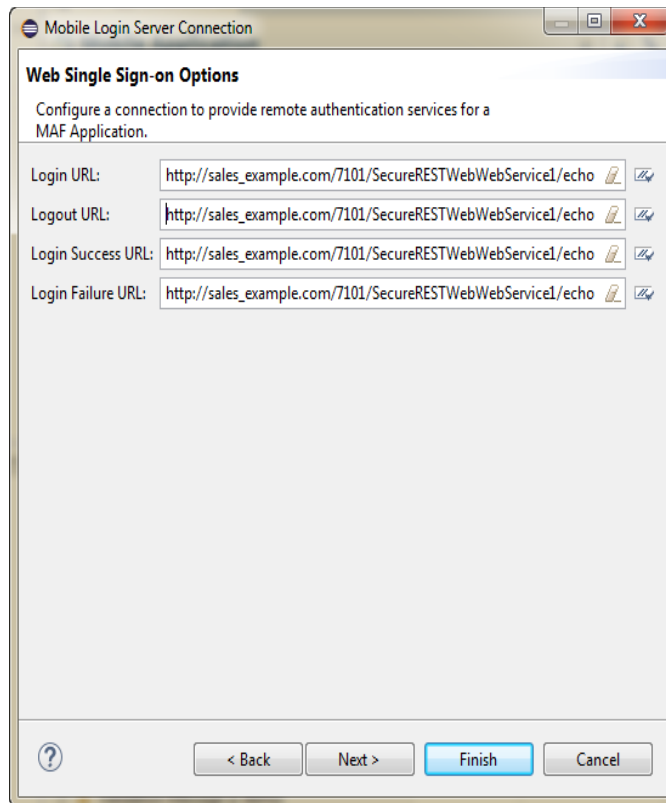 Mobile Login Server Connection
Web Single Sign-on Options
Configure a connection to provide remote authentication services for a
MAF Application.
Login URL: http://sales_example.com/7101/SecureRESTWebWebService1/echo
Logout URL: http://sales_example.com/7101/SecureRESTWebWebService1/echo
Login Success URL: http://sales_example.com/7101/SecureRESTWebWebService1/echo
Login Failure URL: http://sales_example.com/7101/SecureRESTWebWebService1/echo
? < Back Next > Finish Cancel